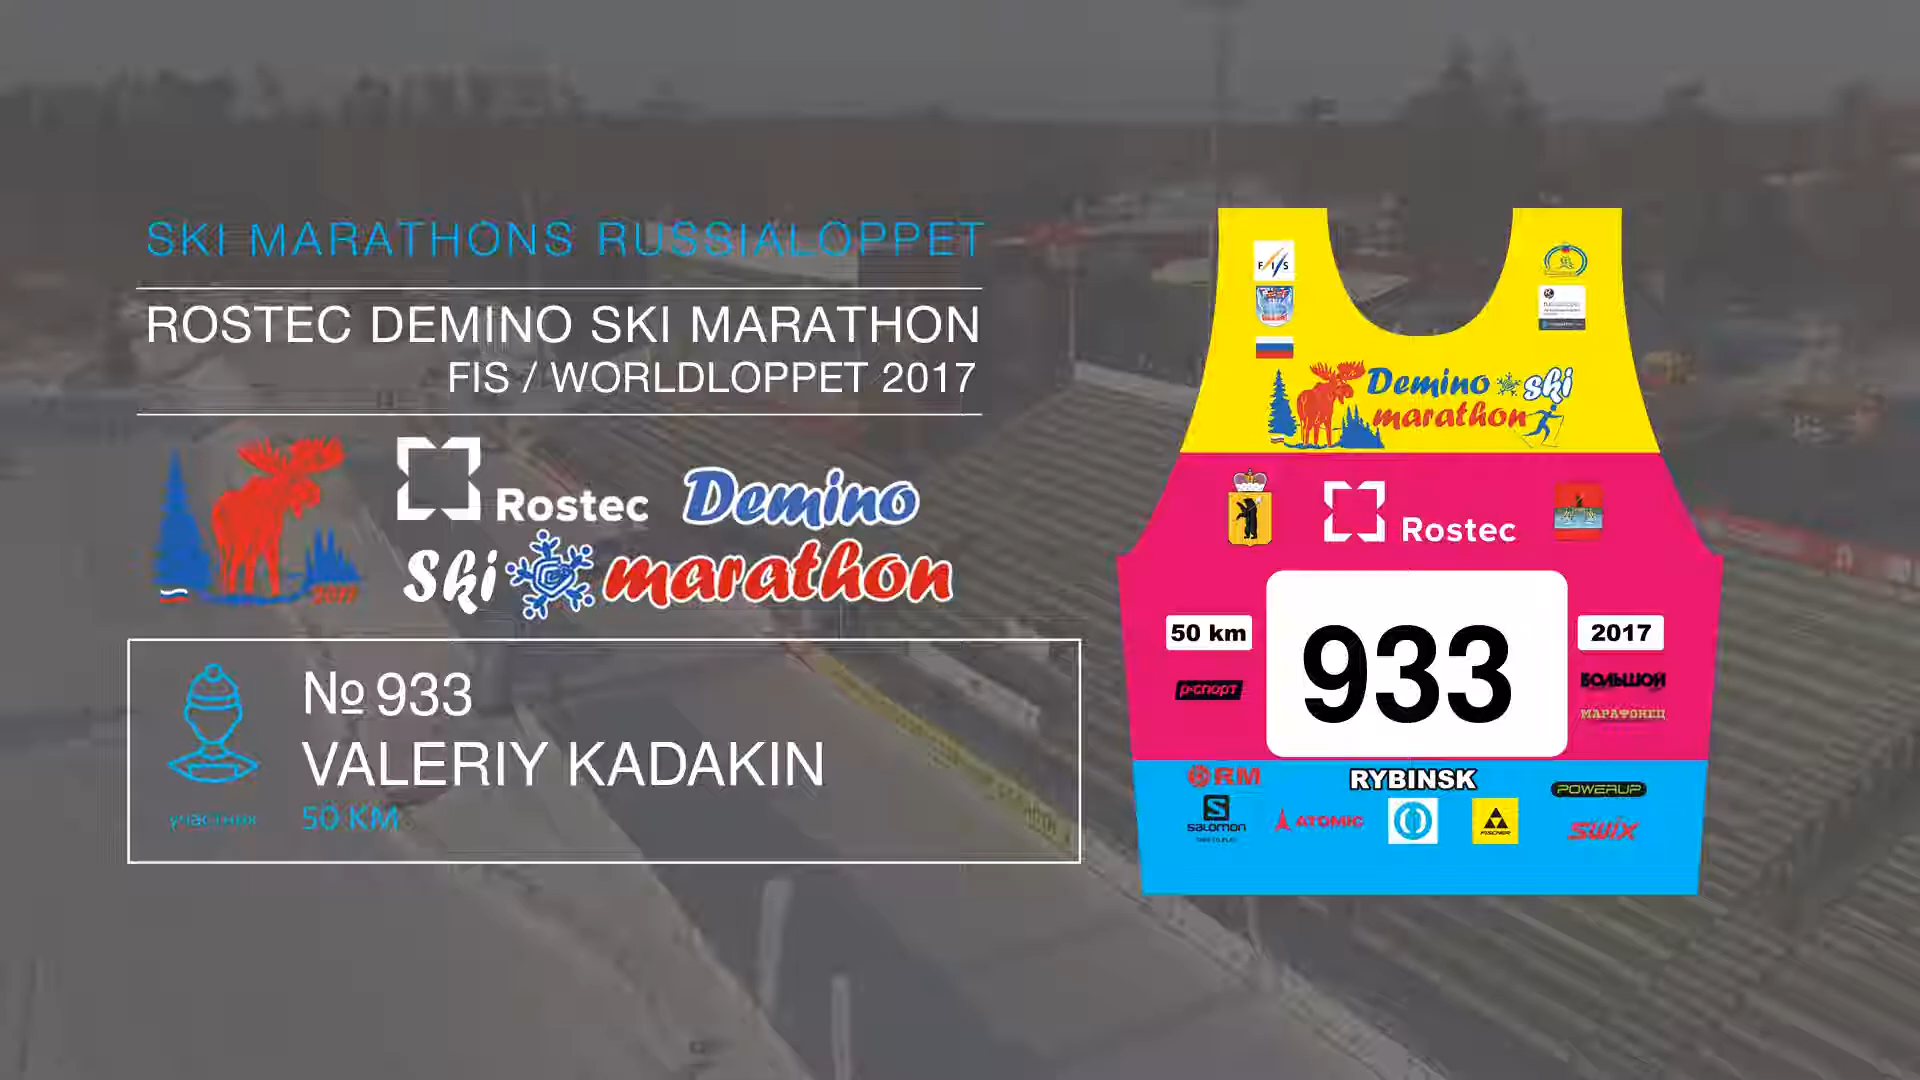 SKI MARATHONS RUSSIALOPPET
ROSTEC DEMINO SKI MARATHON
FIS / WORLDLOPPET 2017
2017
Rostec Demino
Ski marathon
№ 933
VALERIY KADAKIN
участник
50 KM
FIS
Demino ski
marathon
Rostec
50 km
933
2017
Р-СПОРТ
БОЛЬШОЙ
МАРАФОНЕЦ
RM
RYBINSK
POWERUP
SALOMON
ATOMIC
FISCHER
SWIX